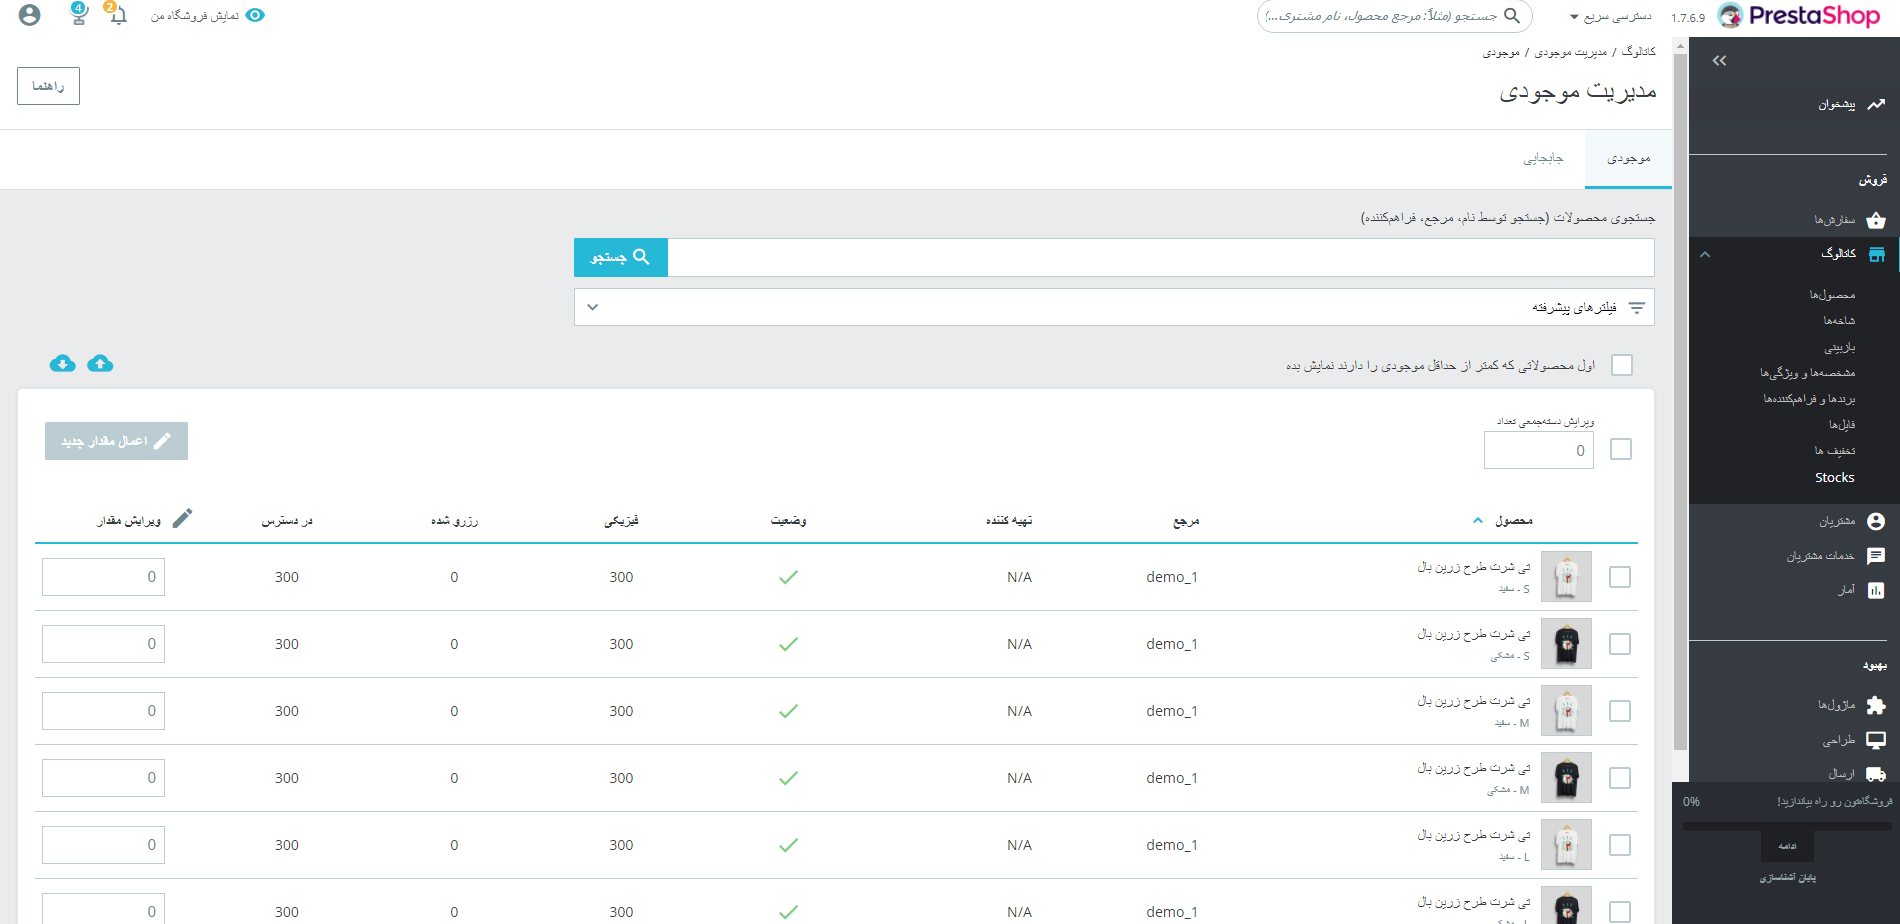 PrestaShop
1.7.6.9
دسترسی سریع
جستجو (مثلاً: مرجع محصول، نام مشتری...)
نمایش فروشگاه من
2
4
پیشخوان
فروش
سفارش‌ها
کاتالوگ
محصول‌ها
شاخه‌ها
بازبینی
مشخصه‌ها و ویژگی‌ها
برندها و فراهم‌کننده‌ها
فایل‌ها
تخفیف ها
Stocks
مشتریان
خدمات مشتریان
آمار
بهبود
ماژول‌ها
طراحی
ارسال
فروشگاهتون رو راه بیاندازید!
0%
ادامه
پایان آشناسازی
کاتالوگ / مدیریت موجودی / موجودی
مدیریت موجودی
راهنما
موجودی
جابجایی
جستجوی محصولات (جستجو توسط نام، مرجع، فراهم‌کننده)
جستجو
فیلترهای پیشرفته
اول محصولاتی که کمتر از حداقل موجودی را دارند نمایش بده
ویرایش دسته‌جمعی تعداد
0
اعمال مقدار جدید
محصول مرجع تهیه کننده وضعیت فیزیکی رزرو شده در دسترس ویرایش مقدار
تی شرت طرح زرین بال
S - سفید
demo_1 N/A 300 0 300 0
تی شرت طرح زرین بال
S - مشکی
demo_1 N/A 300 0 300 0
تی شرت طرح زرین بال
M - سفید
demo_1 N/A 300 0 300 0
تی شرت طرح زرین بال
M - مشکی
demo_1 N/A 300 0 300 0
تی شرت طرح زرین بال
L - سفید
demo_1 N/A 300 0 300 0
تی شرت طرح زرین بال
demo_1 N/A 300 0 300 0